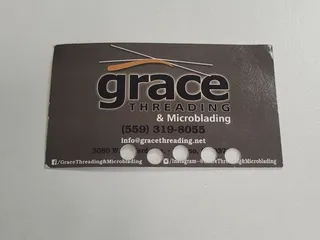 grace
THREADING
& Microblading
(559) 319-8055
info@gracethreading.net
/GraceThreading&Microblading